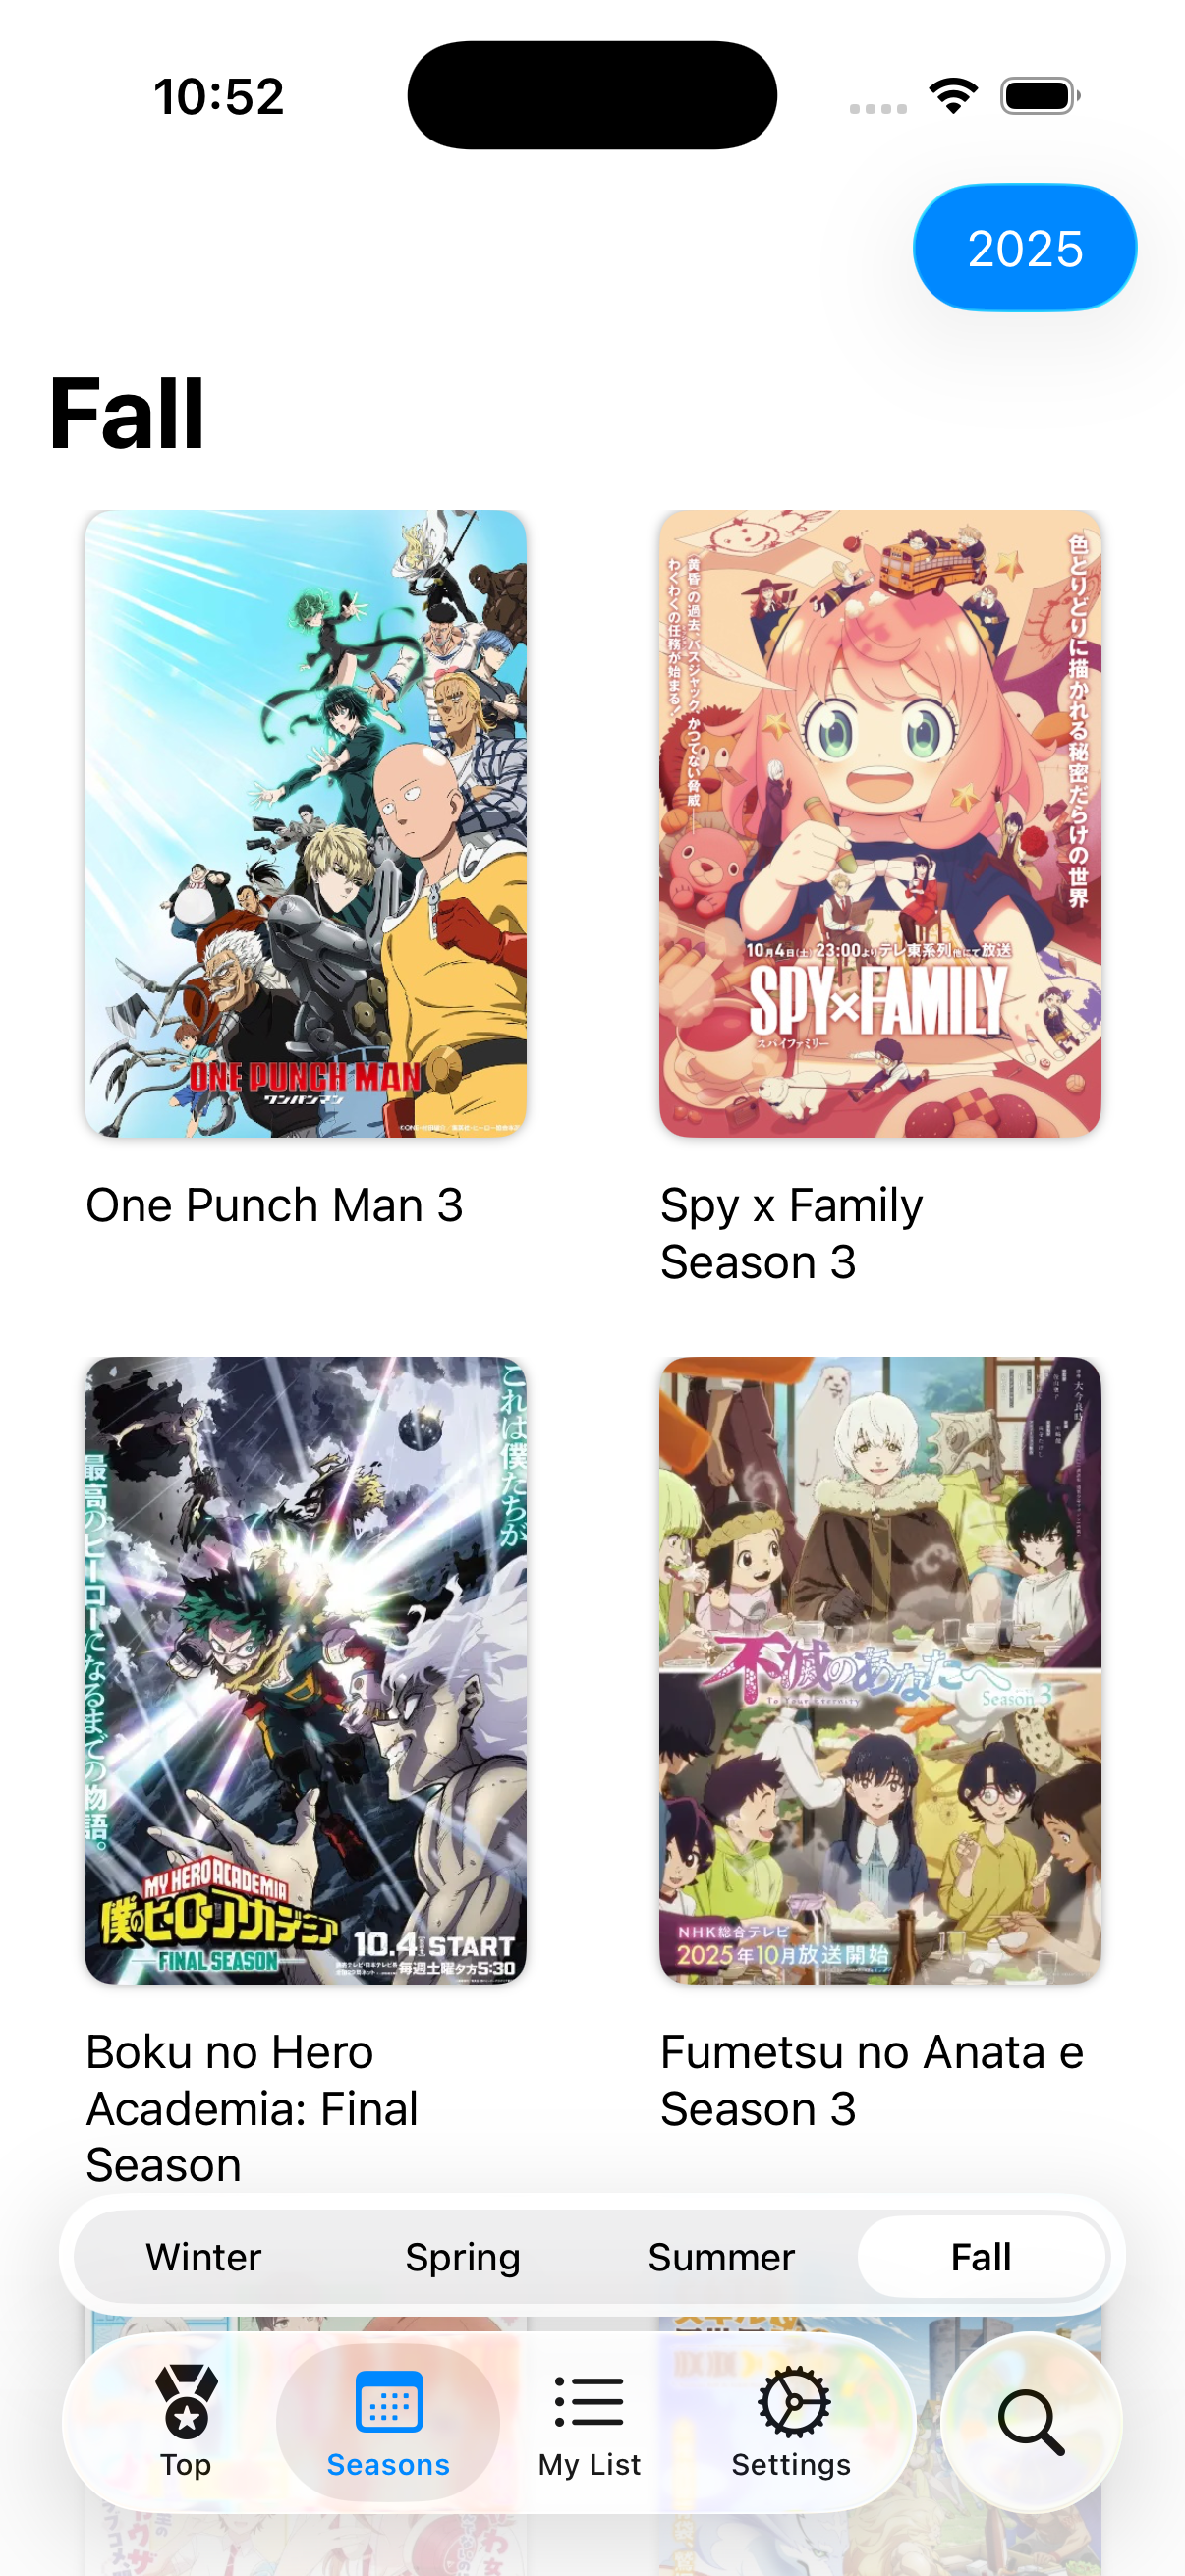 10:52
2025
Fall
ONE PUNCH MAN
ワンパンマン
色とりどりに描かれる秘密だらけの世界
黄昏の過去、バスジャック、かつてない脅威——
わくわくの任務が始まる!
10月4日(土) 23:00よりテレ東系列他にて放送
SPY×FAMILY
スパイファミリー
One Punch Man 3
Spy x Family
Season 3
これは僕たちが
最高のヒーローになるまでの物語。
MY HERO ACADEMIA
僕のヒーローアカデミア
FINAL SEASON
10.4 START
毎週土曜夕方5:30
大今良時
不滅のあなたへ
To Your Eternity
Season 3
NHK総合テレビ
2025年10月放送開始
Boku no Hero
Academia: Final
Season
Fumetsu no Anata e
Season 3
Winter
Spring
Summer
Fall
Top
Seasons
My List
Settings